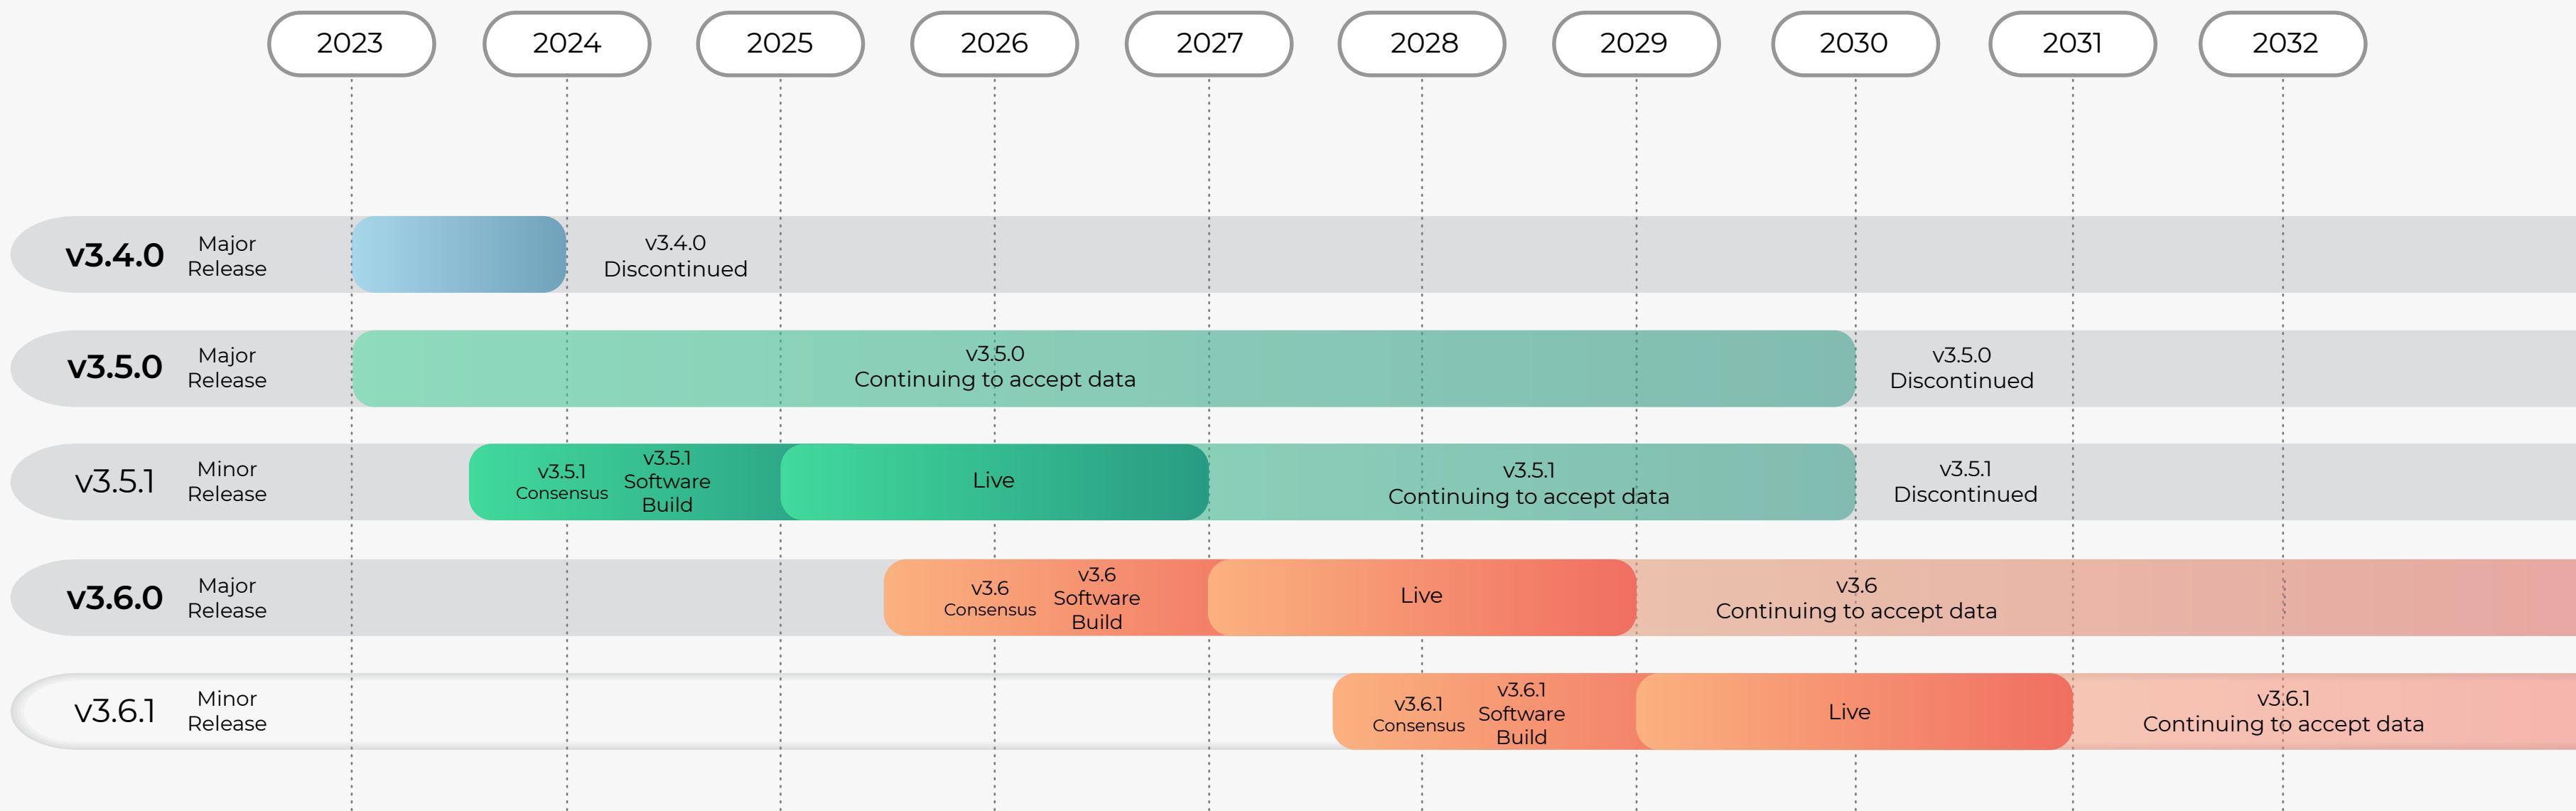 2023
2024
2025
2026
2027
2028
2029
2030
2031
2032
v3.4.0
Major
Release
v3.4.0
Discontinued
v3.5.0
Major
Release
v3.5.0
Continuing to accept data
v3.5.0
Discontinued
v3.5.1
Minor
Release
v3.5.1
Consensus
v3.5.1
Software
Build
Live
v3.5.1
Continuing to accept data
v3.5.1
Discontinued
v3.6.0
Major
Release
v3.6
Consensus
v3.6
Software
Build
Live
v3.6
Continuing to accept data
v3.6.1
Minor
Release
v3.6.1
Consensus
v3.6.1
Software
Build
Live
v3.6.1
Continuing to accept data